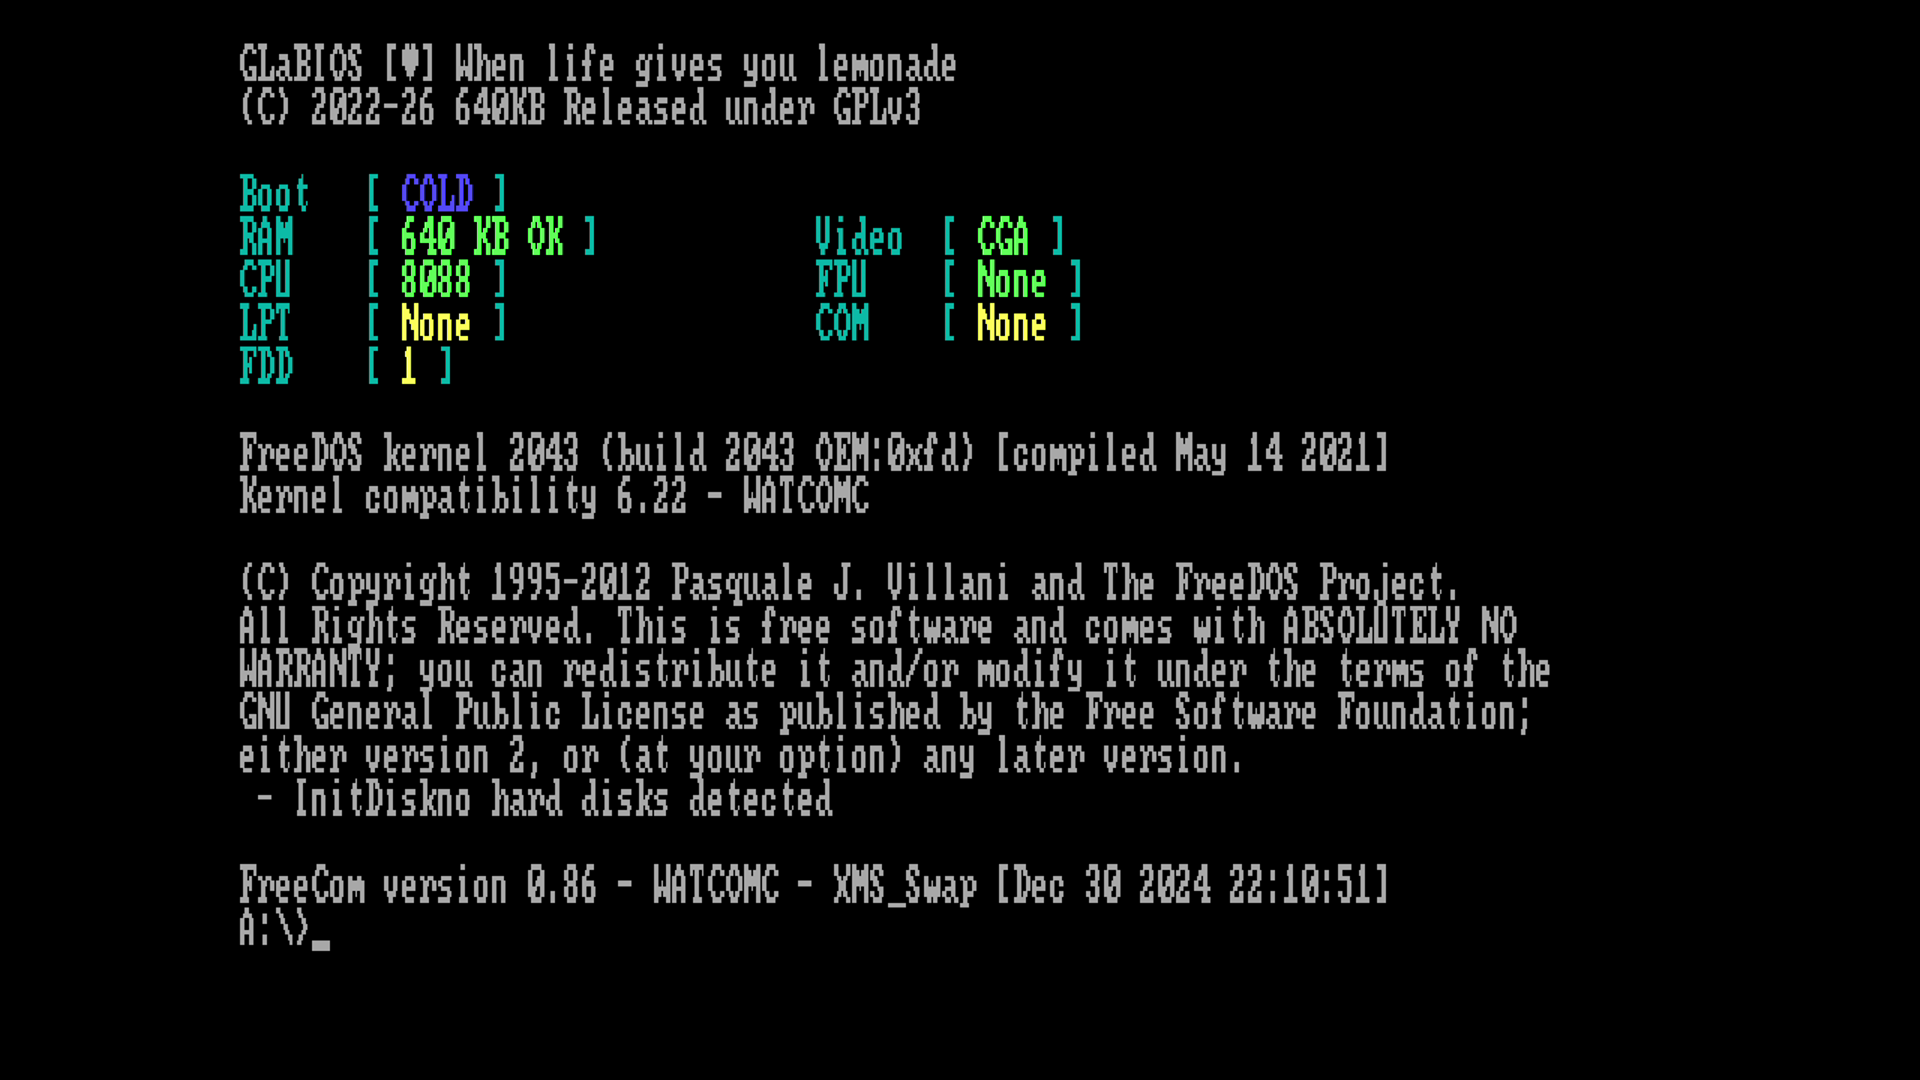 GLaBIOS [♥] When life gives you lemonade
(C) 2022-26 640KB Released under GPLv3
Boot [ COLD ]
RAM [ 640 KB OK ] Video [ CGA ]
CPU [ 8088 ] FPU [ None ]
LPT [ None ] COM [ None ]
FDD [ 1 ]
FreeDOS kernel 2043 (build 2043 OEM:0xfd) [compiled May 14 2021]
Kernel compatibility 6.22 - WATCOMC
(C) Copyright 1995-2012 Pasquale J. Villani and The FreeDOS Project.
All Rights Reserved. This is free software and comes with ABSOLUTELY NO
WARRANTY; you can redistribute it and/or modify it under the terms of the
GNU General Public License as published by the Free Software Foundation;
either version 2, or (at your option) any later version.
- InitDiskno hard disks detected
FreeCom version 0.86 - WATCOMC - XMS_Swap [Dec 30 2024 22:10:51]
A:\>_